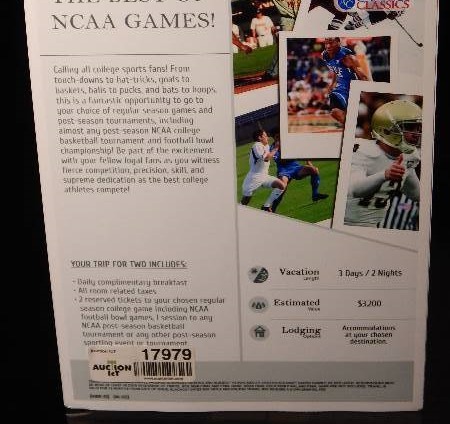 THE BEST OF
NCAA GAMES!
CLASSICS
Calling all college sports fans! From
touch-downs to hat-tricks, goals to
baskets, balls to pucks, and bats to hoops,
this is a fantastic opportunity to go to
your choice of regular season games and
post-season tournaments, including
almost any post-season NCAA college
basketball tournament and football bowl
championship! Be part of the excitement
with your fellow loyal fans as you witness
fierce competition, precision, skill, and
supreme dedication as the best college
athletes compete!
YOUR TRIP FOR TWO INCLUDES:
- Daily complimentary breakfast
- All room related taxes
- 2 reserved tickets to your chosen regular
season college game including NCAA
football bowl games, 1 session to any
NCAA post-season basketball
tournament or any other post-season
sporting event or tournament
Vacation
Length
3 Days / 2 Nights
Estimated
Value
$3200
Lodging
Options
Accommodations
at your chosen
destination.
AUCTION
17979